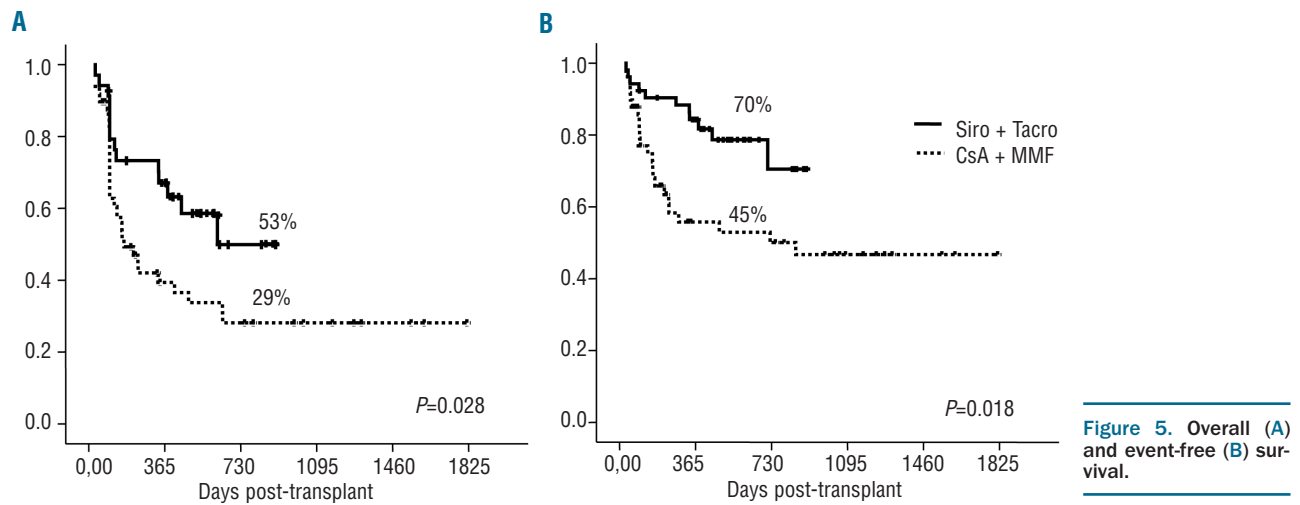 A
1.0
0.8
0.6
0.4
0.2
0.0
53%
29%
P=0.028
0,00 365 730 1095 1460 1825
Days post-transplant
B
1.0
0.8
0.6
0.4
0.2
0.0
70%
45%
Siro + Tacro
CsA + MMF
P=0.018
0,00 365 730 1095 1460 1825
Days post-transplant
Figure 5. Overall (A)
and event-free (B) sur-
vival.